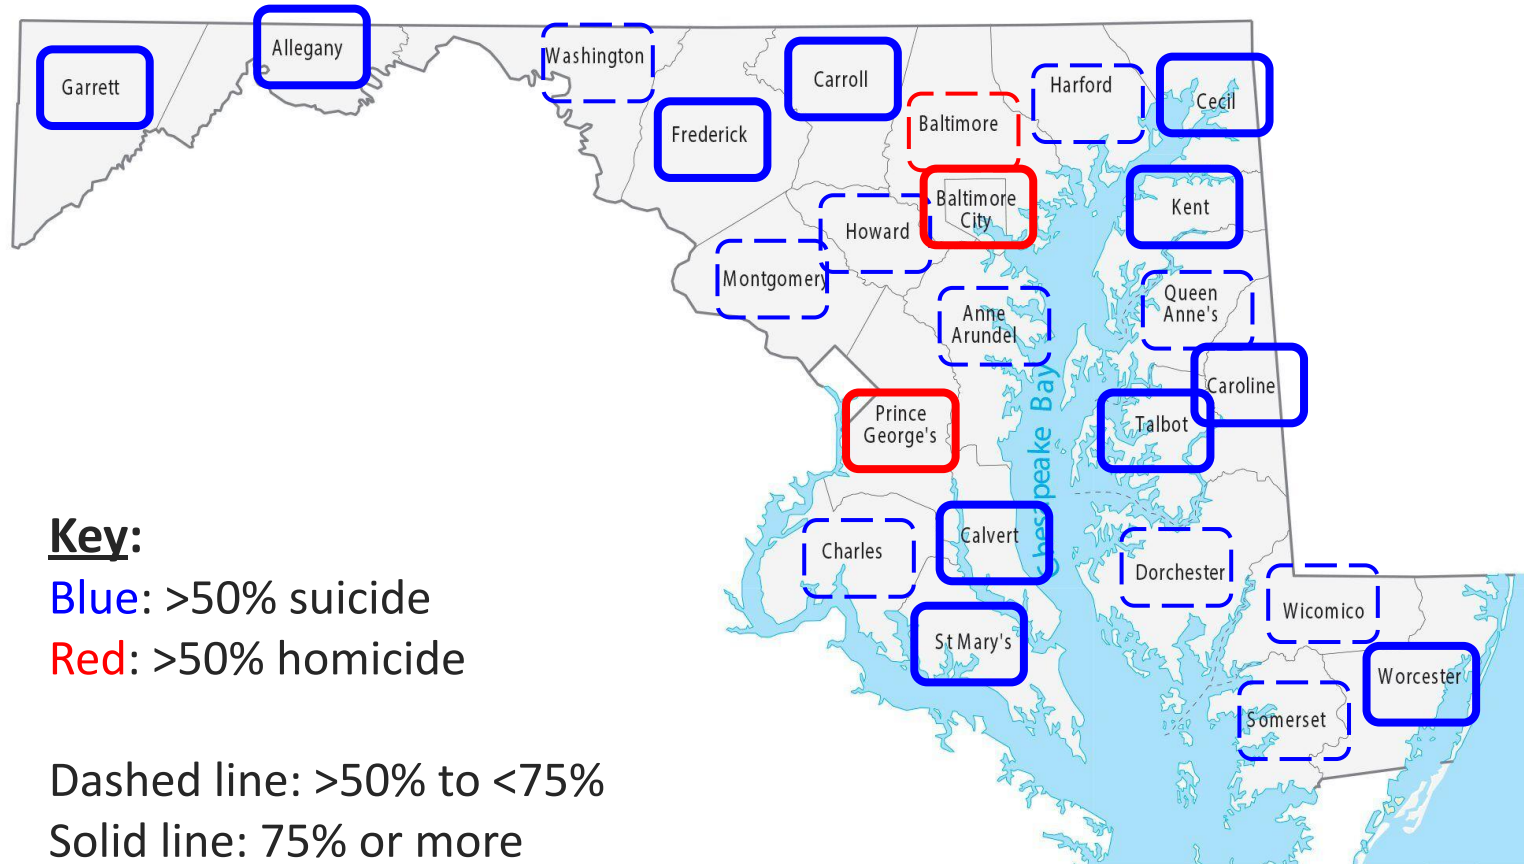 Allegany
Garrett
Washington
Frederick
Carroll
Baltimore
Harford
Cecil
Baltimore
City
Kent
Howard
Montgomery
Queen
Anne's
Anne
Arundel
Caroline
Talbot
Prince
George's
Chesapeake Bay
Calvert
Charles
Dorchester
Wicomico
St Mary's
Worcester
Somerset
Key:
Blue: >50% suicide
Red: >50% homicide
Dashed line: >50% to <75%
Solid line: 75% or more